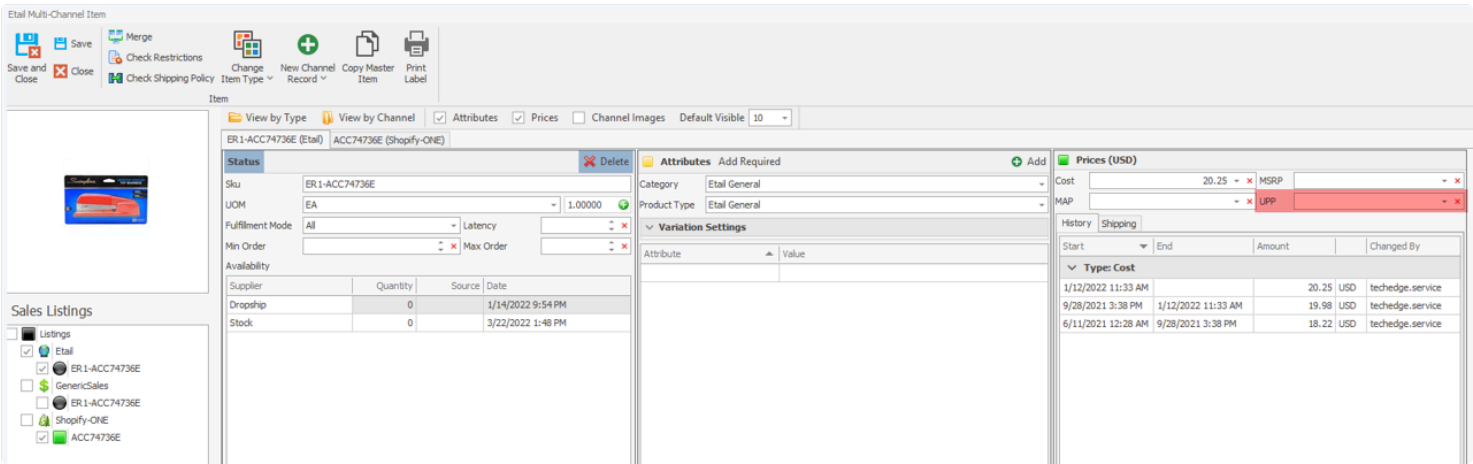 Etail Multi-Channel Item
Save and Close
Save
Close
Merge
Check Restrictions
Check Shipping Policy
Change Item Type
New Channel Record
Copy Master Item
Print Label
Item
View by Type View by Channel Attributes Prices Channel Images Default Visible 10
ER1-ACC74736E (Etail) ACC74736E (Shopify-ONE)
Status Delete
Sku ER1-ACC74736E
UOM EA 1.00000
Fulfillment Mode All Latency
Min Order Max Order
Availability
Supplier Quantity Source Date
Dropship 0 1/14/2022 9:54 PM
Stock 0 3/22/2022 1:48 PM
Attributes Add Required Add
Category Etail General
Product Type Etail General
Variation Settings
Attribute Value
Prices (USD)
Cost 20.25 MSRP
MAP UPP
History Shipping
Start End Amount Changed By
Type: Cost
1/12/2022 11:33 AM 20.25 USD techedge.service
9/28/2021 3:38 PM 1/12/2022 11:33 AM 19.98 USD techedge.service
6/11/2021 12:28 AM 9/28/2021 3:38 PM 18.22 USD techedge.service
Swingline
Sales Listings
Listings
Etail
ER1-ACC74736E
GenericSales
ER1-ACC74736E
Shopify-ONE
ACC74736E